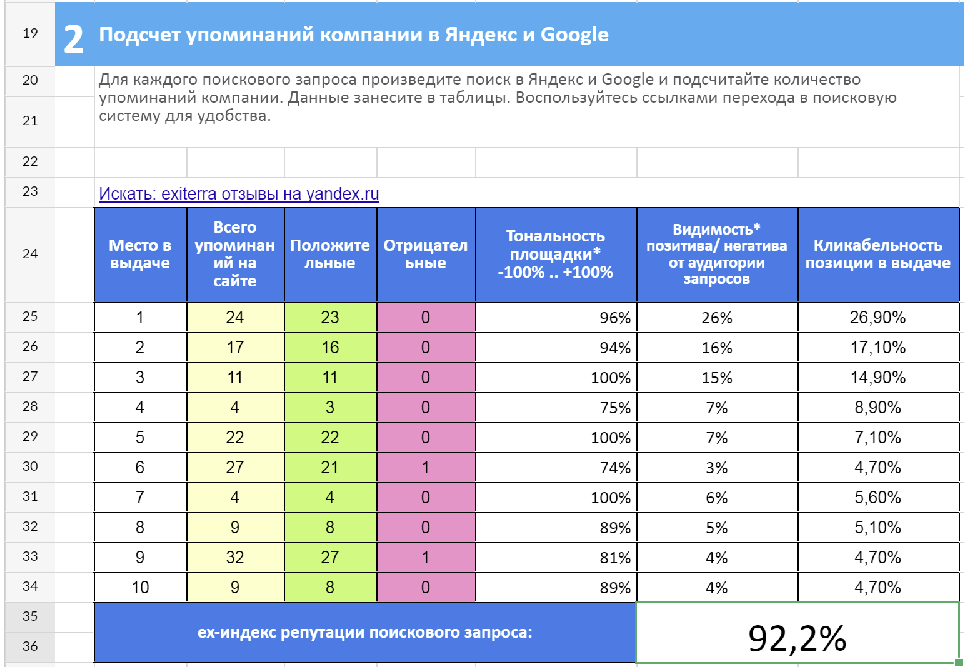 19
2 Подсчет упоминаний компании в Яндекс и Google
20
Для каждого поискового запроса произведите поиск в Яндекс и Google и подсчитайте количество
упоминаний компании. Данные занесите в таблицы. Воспользуйтесь ссылками перехода в поисковую
21
систему для удобства.
22
23 Искать: exiterra отзывы на yandex.ru
24
Место в
выдаче
Всего
упоминан
ий на
сайте
Положите
льные
Отрицател
ьные
Тональность
площадки*
-100% .. +100%
Видимость*
позитива/ негатива
от аудитории
запросов
Кликабельность
позиции в выдаче
25 1 24 23 0 96% 26% 26,90%
26 2 17 16 0 94% 16% 17,10%
27 3 11 11 0 100% 15% 14,90%
28 4 4 3 0 75% 7% 8,90%
29 5 22 22 0 100% 7% 7,10%
30 6 27 21 1 74% 3% 4,70%
31 7 4 4 0 100% 6% 5,60%
32 8 9 8 0 89% 5% 5,10%
33 9 32 27 1 81% 4% 4,70%
34 10 9 8 0 89% 4% 4,70%
35
ех-индекс репутации поискового запроса: 92,2%
36